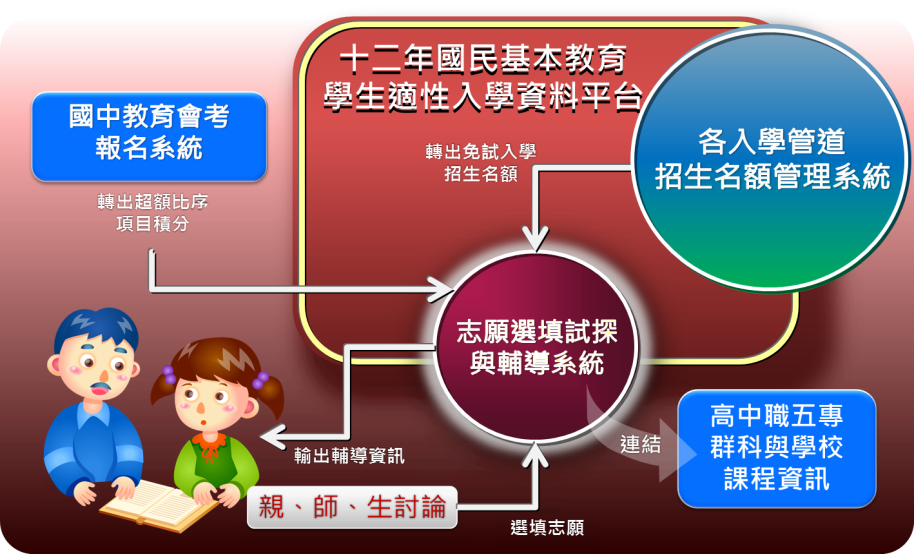 十二年國民基本教育
學生適性入學資料平台
國中教育會考
報名系統
各入學管道
招生名額管理系統
轉出免試入學
招生名額
轉出超額比序
項目積分
志願選填試探
與輔導系統
高中職五專
群科與學校
課程資訊
連結
輸出輔導資訊
親、師、生討論
選填志願